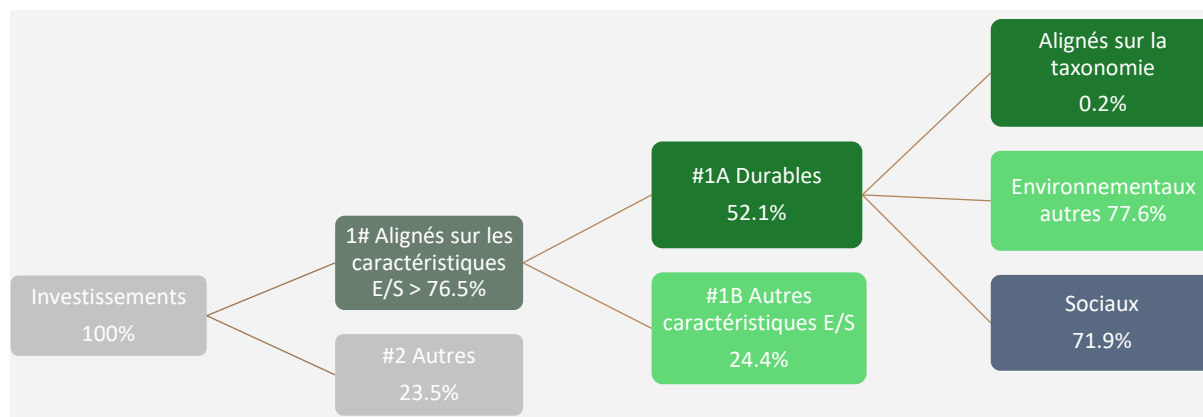 Investissements
100%
1# Alignés sur les
caractéristiques
E/S > 76.5%
#2 Autres
23.5%
#1A Durables
52.1%
#1B Autres
caractéristiques E/S
24.4%
Alignés sur la
taxonomie
0.2%
Environnementaux
autres 77.6%
Sociaux
71.9%